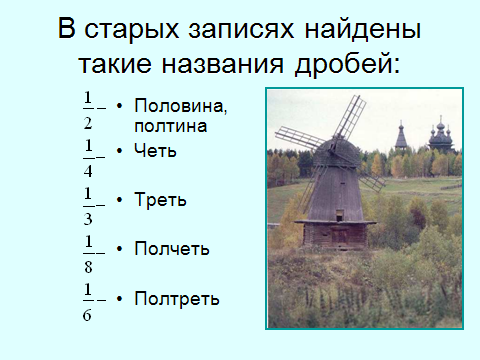 В старых записях найдены
такие названия дробей:
1/2 – • Половина,
полтина
1/4 – • Четь
1/3 – • Треть
1/8 – • Полчеть
1/6 – • Полтреть